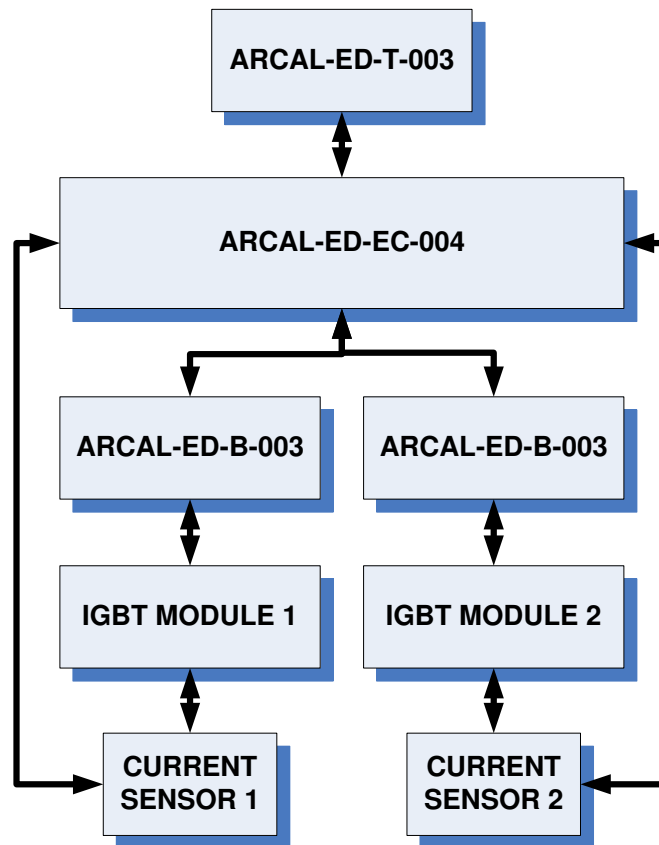 ARCAL-ED-T-003
ARCAL-ED-EC-004
ARCAL-ED-B-003
ARCAL-ED-B-003
IGBT MODULE 1
IGBT MODULE 2
CURRENT
SENSOR 1
CURRENT
SENSOR 2